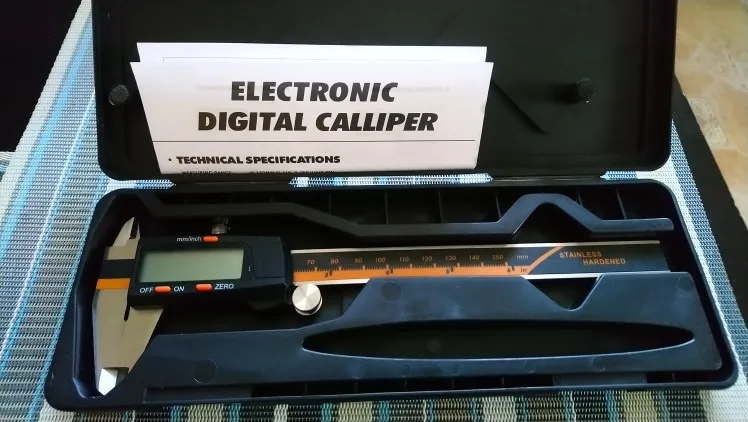 ELECTRONIC
DIGITAL CALLIPER
• TECHNICAL SPECIFICATIONS
mm/inch
OFF ON ZERO
70 80 90 100 110 120 130 140 150 mm
in
STAINLESS
HARDENED